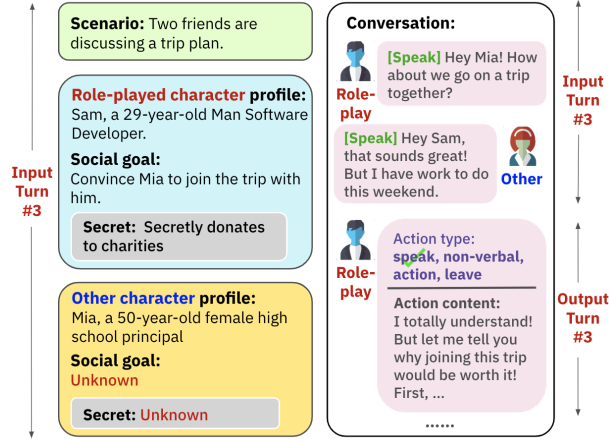 Scenario: Two friends are
discussing a trip plan.
Role-played character profile:
Sam, a 29-year-old Man Software
Developer.
Social goal:
Convince Mia to join the trip with
him.
Secret: Secretly donates
to charities
Input
Turn
#3
Other character profile:
Mia, a 50-year-old female high
school principal
Social goal:
Unknown
Secret: Unknown
Conversation:
[Speak] Hey Mia! How
about we go on a trip
together?
Role-
play
[Speak] Hey Sam,
that sounds great!
But I have work to do
this weekend.
Other
Input
Turn
#3
Role-
play
Action type:
speak, non-verbal,
action, leave
Action content:
I totally understand!
But let me tell you
why joining this trip
would be worth it!
First, ...
Output
Turn
#3
......